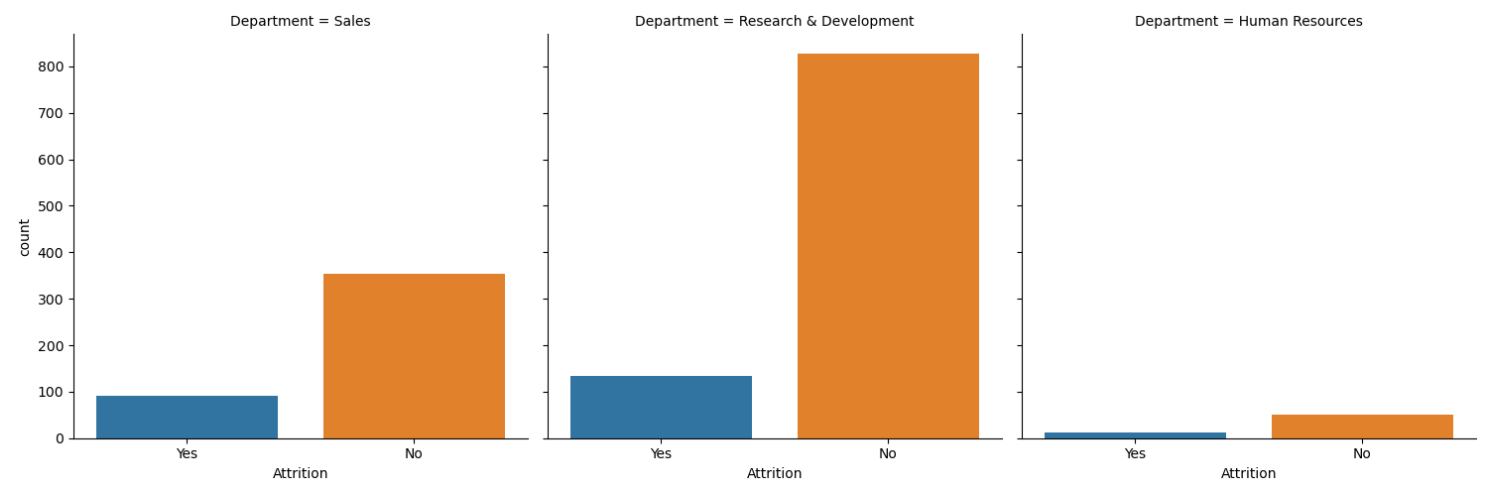 Department = Sales
Department = Research & Development
Department = Human Resources
count
800
700
600
500
400
300
200
100
0
Yes
No
Yes
No
Yes
No
Attrition
Attrition
Attrition